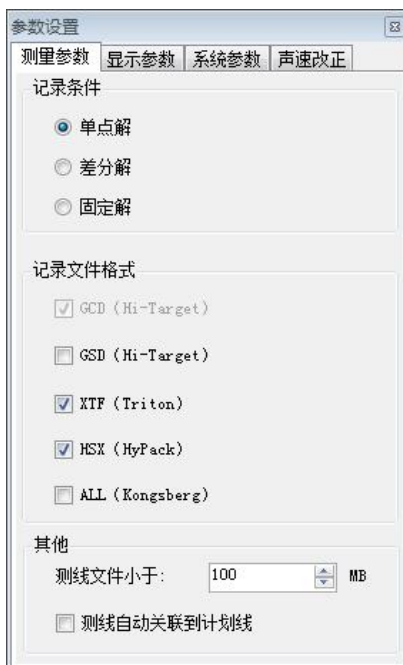 参数设置
测量参数 显示参数 系统参数 声速改正
记录条件
单点解
差分解
固定解
记录文件格式
GCD (Hi-Target)
GSD (Hi-Target)
XTF (Triton)
HSX (HyPack)
ALL (Kongsberg)
其他
测线文件小于: 100 MB
测线自动关联到计划线